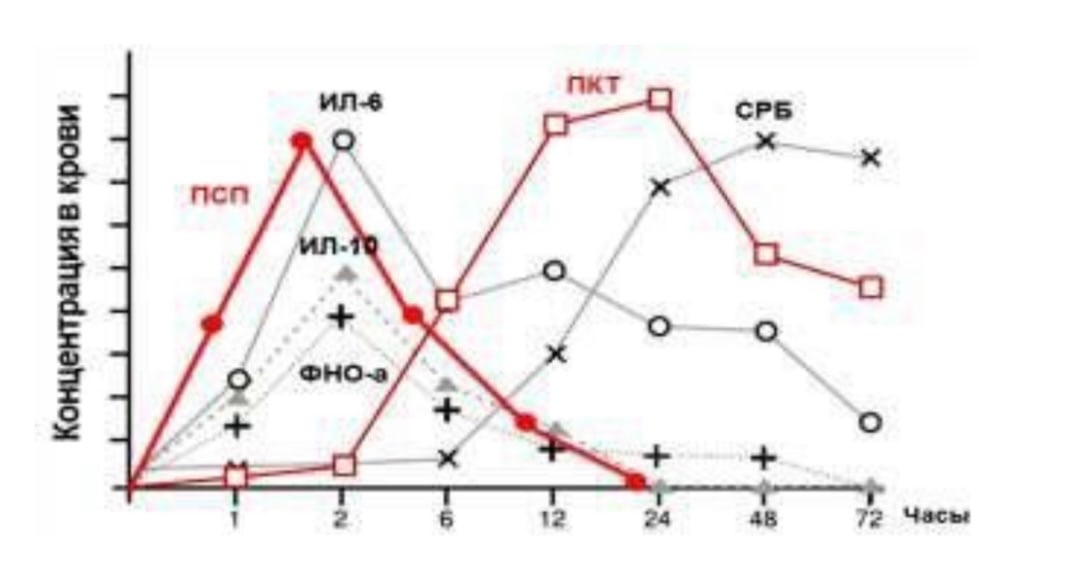 Концентрация в крови
ПСП
ИЛ-6
ИЛ-10
ФНО-а
ПКТ
СРБ
1 2 6 12 24 48 72 Часы